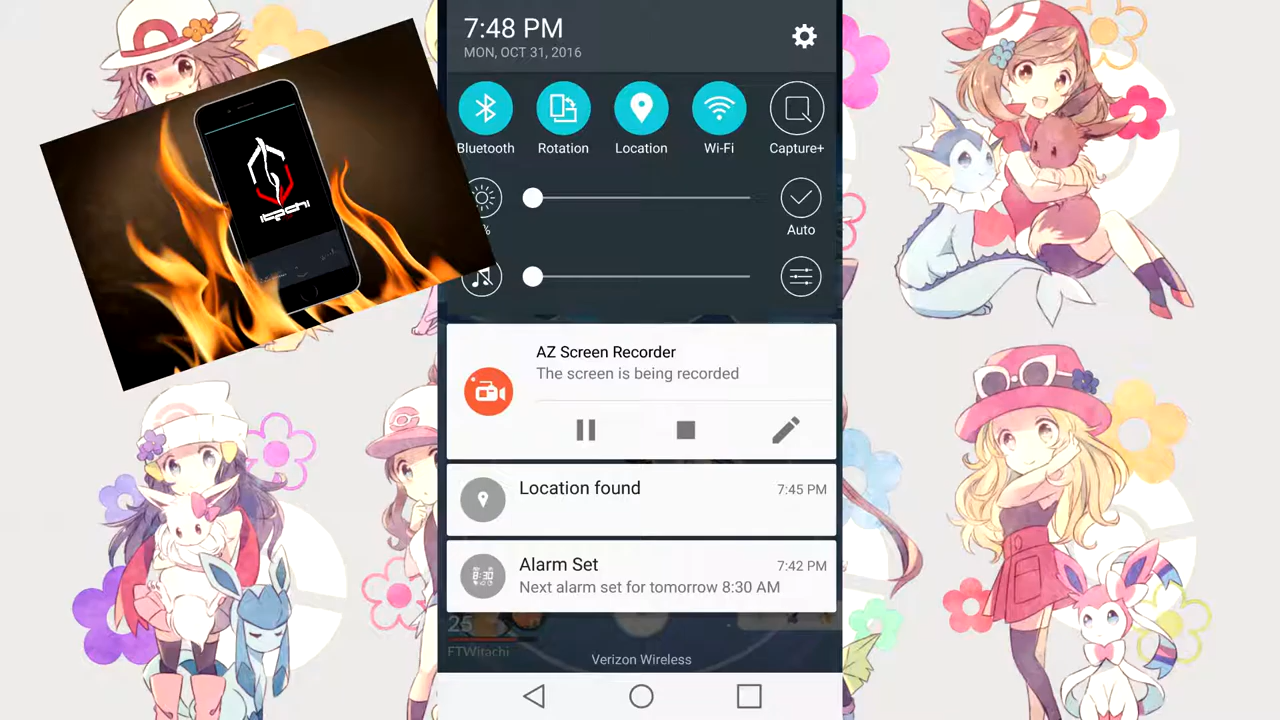 7:48 PM
MON, OCT 31, 2016
Bluetooth
Rotation
Location
Wi-Fi
Capture+
%
Auto
itachi
AZ Screen Recorder
The screen is being recorded
Location found
7:45 PM
8:30
Alarm Set
7:42 PM
Next alarm set for tomorrow 8:30 AM
25
FTWitachi
Verizon Wireless